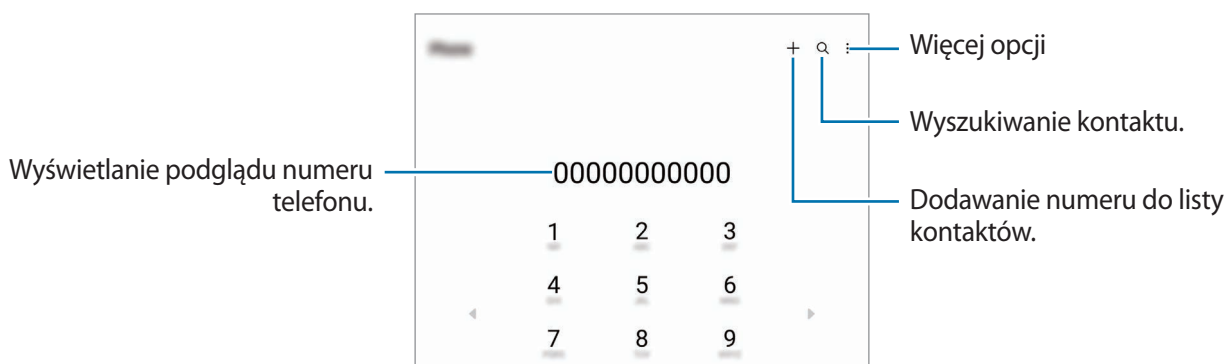 Więcej opcji
Wyszukiwanie kontaktu.
Wyświetlanie podglądu numeru
telefonu.
00000000000
Dodawanie numeru do listy
kontaktów.
1 2 3
4 5 6
7 8 9